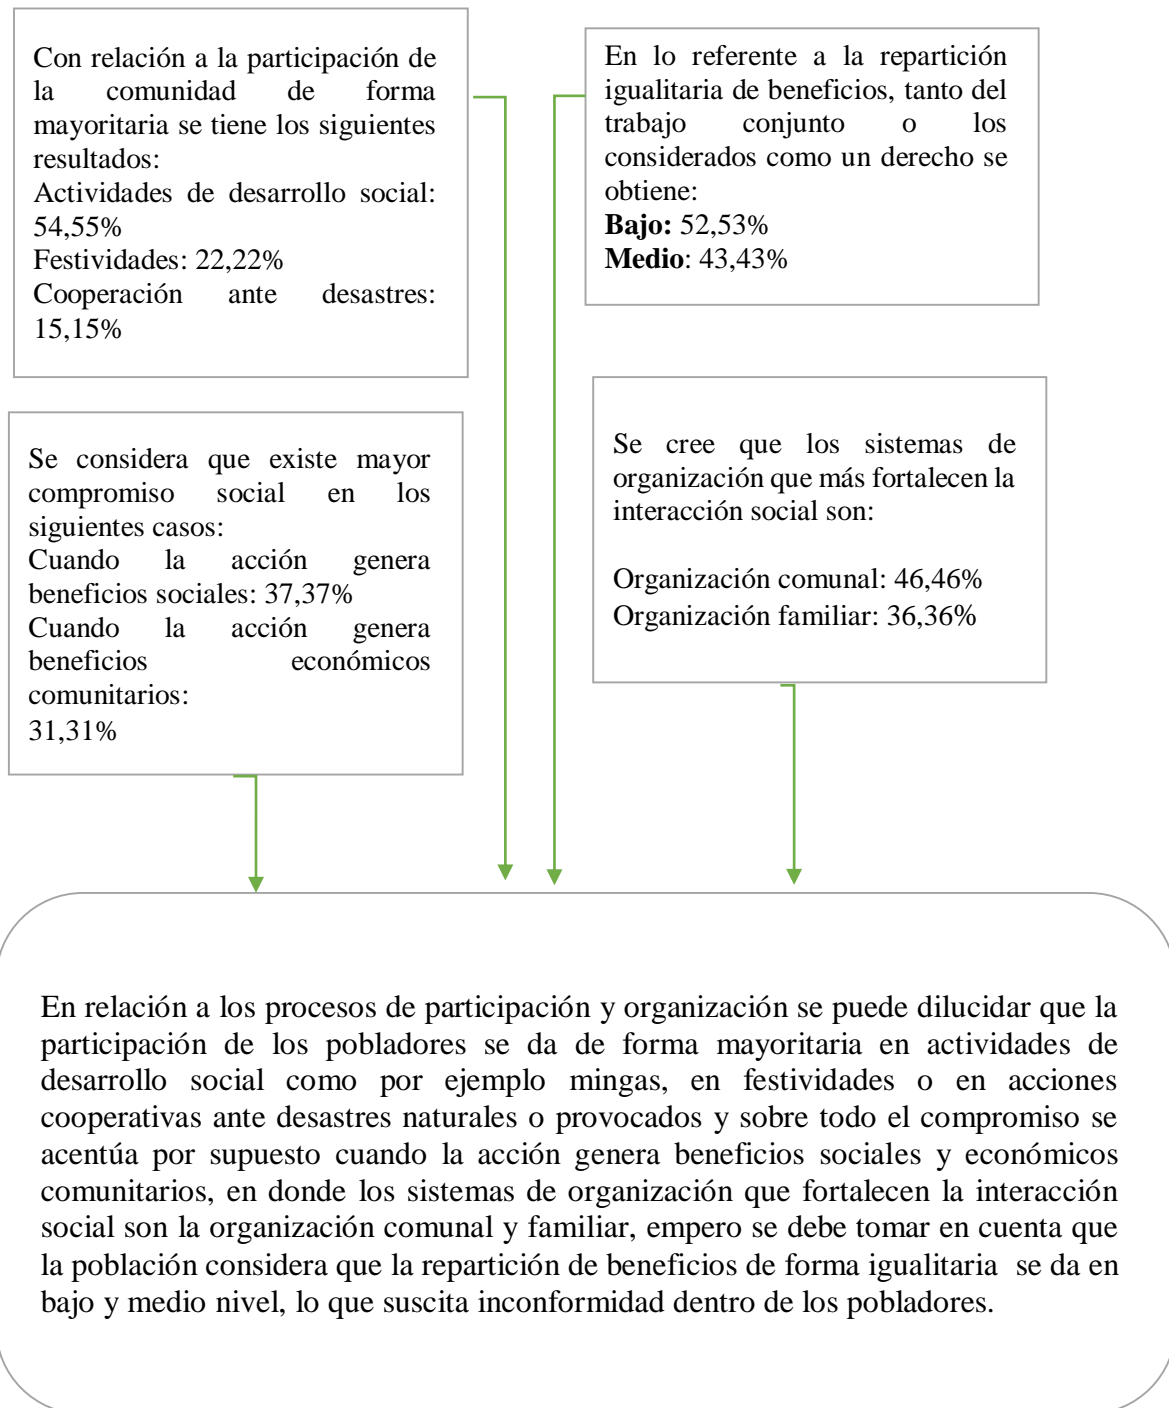 Con relación a la participación de
la comunidad de forma
mayoritaria se tiene los siguientes
resultados:
Actividades de desarrollo social:
54,55%
Festividades: 22,22%
Cooperación ante desastres:
15,15%
En lo referente a la repartición
igualitaria de beneficios, tanto del
trabajo conjunto o los
considerados como un derecho se
obtiene:
Bajo: 52,53%
Medio: 43,43%
Se considera que existe mayor
compromiso social en los
siguientes casos:
Cuando la acción genera
beneficios sociales: 37,37%
Cuando la acción genera
beneficios económicos
comunitarios:
31,31%
Se cree que los sistemas de
organización que más fortalecen la
interacción social son:
Organización comunal: 46,46%
Organización familiar: 36,36%
En relación a los procesos de participación y organización se puede dilucidar que la
participación de los pobladores se da de forma mayoritaria en actividades de
desarrollo social como por ejemplo mingas, en festividades o en acciones
cooperativas ante desastres naturales o provocados y sobre todo el compromiso se
acentúa por supuesto cuando la acción genera beneficios sociales y económicos
comunitarios, en donde los sistemas de organización que fortalecen la interacción
social son la organización comunal y familiar, empero se debe tomar en cuenta que
la población considera que la repartición de beneficios de forma igualitaria se da en
bajo y medio nivel, lo que suscita inconformidad dentro de los pobladores.